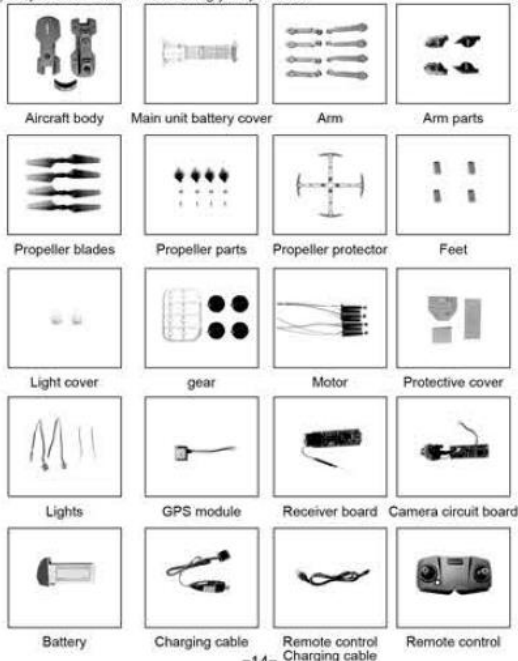 Aircraft body Main unit battery cover Arm Arm parts
Propeller blades Propeller parts Propeller protector Feet
Light cover gear Motor Protective cover
Lights GPS module Receiver board Camera circuit board
Battery Charging cable Remote control Remote control
-14- Charging cable